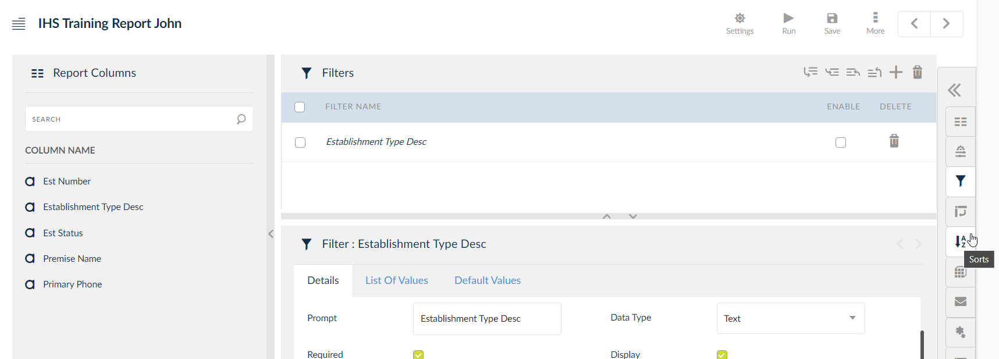 IHS Training Report John
Settings
Run
Save
More
Report Columns
SEARCH
COLUMN NAME
Est Number
Establishment Type Desc
Est Status
Premise Name
Primary Phone
Filters
FILTER NAME
ENABLE
DELETE
Establishment Type Desc
Filter : Establishment Type Desc
Details
List Of Values
Default Values
Prompt
Establishment Type Desc
Data Type
Text
Required
Display
A
Z
Sorts